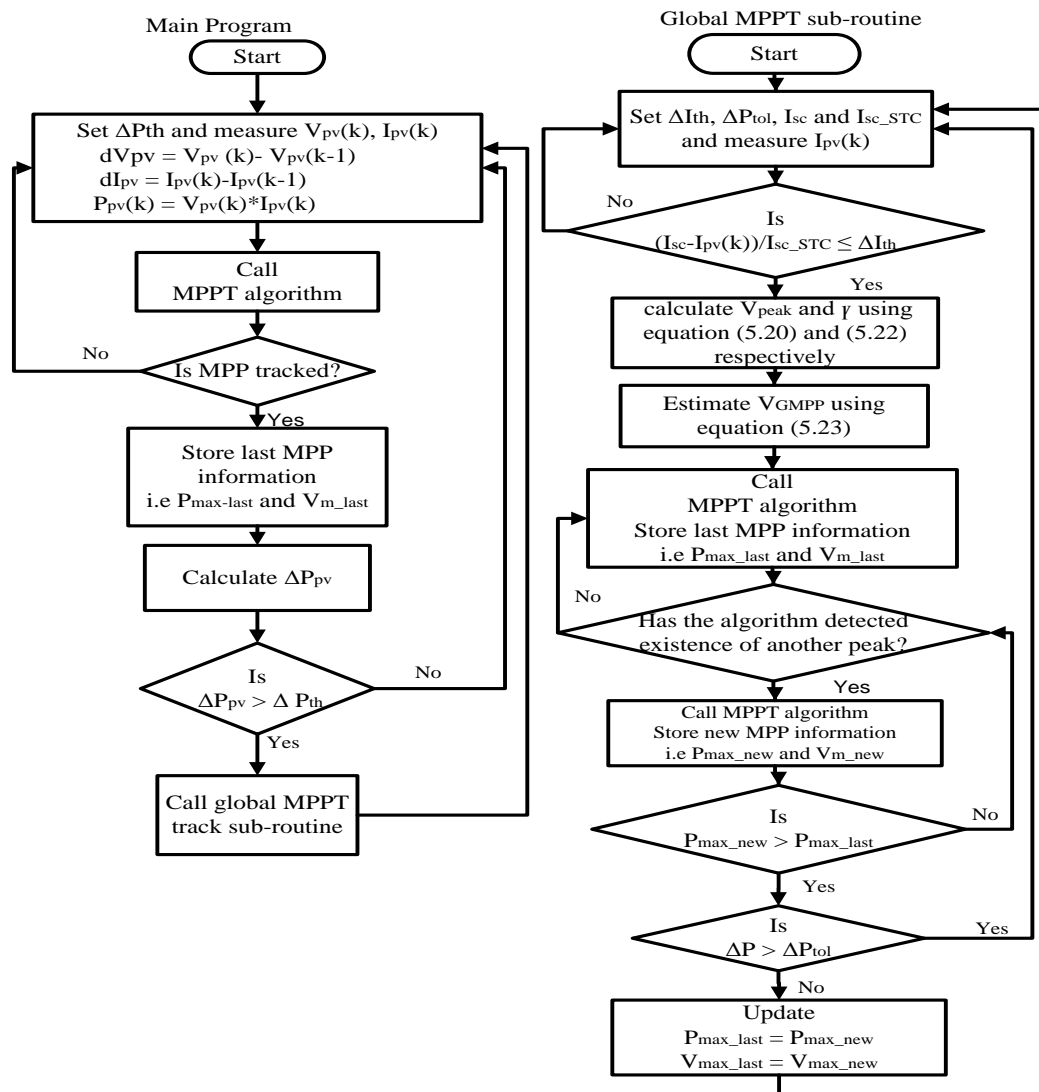 Main Program
Start
Set ΔPth and measure Vpv(k), Ipv(k)
dVpv = Vpv (k)- Vpv(k-1)
dIpv = Ipv(k)-Ipv(k-1)
Ppv(k) = Vpv(k)*Ipv(k)
Call
MPPT algorithm
No
Is MPP tracked?
Yes
Store last MPP
information
i.e Pmax-last and Vm_last
Calculate ΔPpv
Is
ΔPpv > Δ Pth
No
Yes
Call global MPPT
track sub-routine
Global MPPT sub-routine
Start
Set ΔIth, ΔPtol, Isc and Isc_STC
and measure Ipv(k)
No
Is
(Isc-Ipv(k))/Isc_STC ≤ ΔIth
Yes
calculate Vpeak and γ using
equation (5.20) and (5.22)
respectively
Estimate VGMPP using
equation (5.23)
Call
MPPT algorithm
Store last MPP information
i.e Pmax_last and Vm_last
No
Has the algorithm detected
existence of another peak?
Yes
Call MPPT algorithm
Store new MPP information
i.e Pmax_new and Vm_new
Is
Pmax_new > Pmax_last
No
Yes
Is
ΔP > ΔPtol
Yes
No
Update
Pmax_last = Pmax_new
Vmax_last = Vmax_new